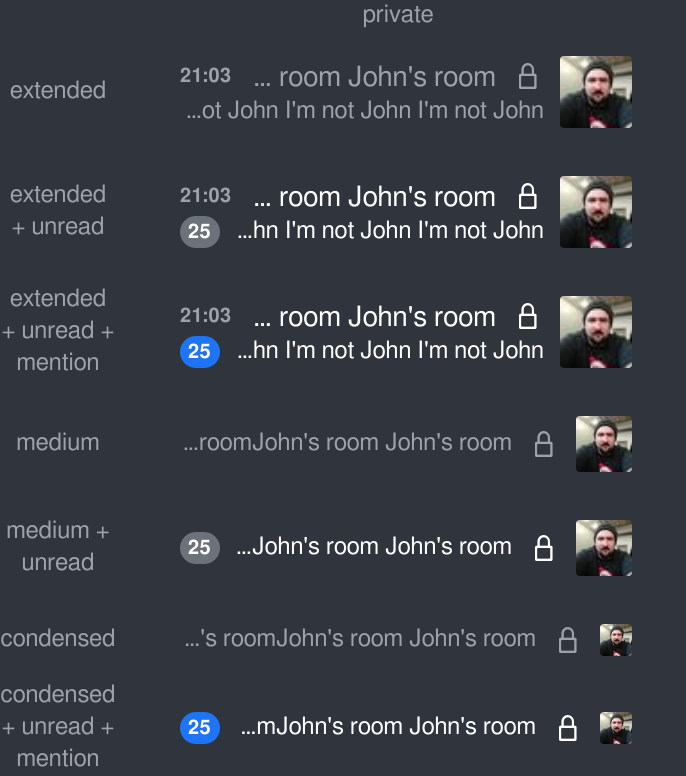 private
extended
21:03 ... room John's room
...ot John I'm not John I'm not John
extended
+ unread
21:03 ... room John's room
25 ...hn I'm not John I'm not John
extended
+ unread +
mention
21:03 ... room John's room
25 ...hn I'm not John I'm not John
medium
...roomJohn's room John's room
medium +
unread
25 ...John's room John's room
condensed
...'s roomJohn's room John's room
condensed
+ unread +
mention
25 ...mJohn's room John's room